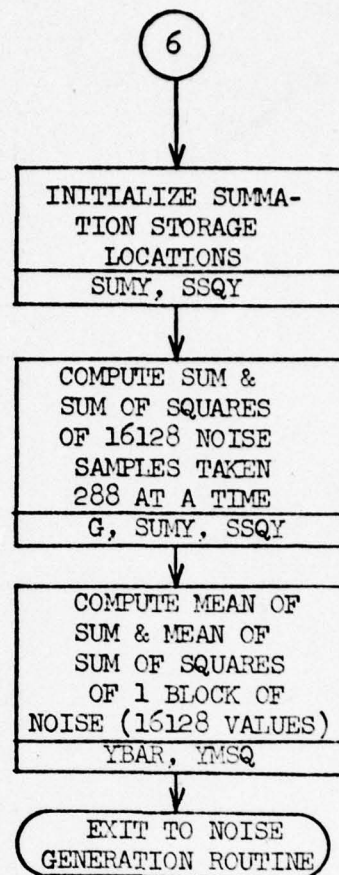 6
INITIALIZE SUMMA-
TION STORAGE
LOCATIONS
SUMY, SSQY
COMPUTE SUM &
SUM OF SQUARES
OF 16128 NOISE
SAMPLES TAKEN
288 AT A TIME
G, SUMY, SSQY
COMPUTE MEAN OF
SUM & MEAN OF
SUM OF SQUARES
OF 1 BLOCK OF
NOISE (16128 VALUES)
YBAR, YMSQ
EXIT TO NOISE
GENERATION ROUTINE